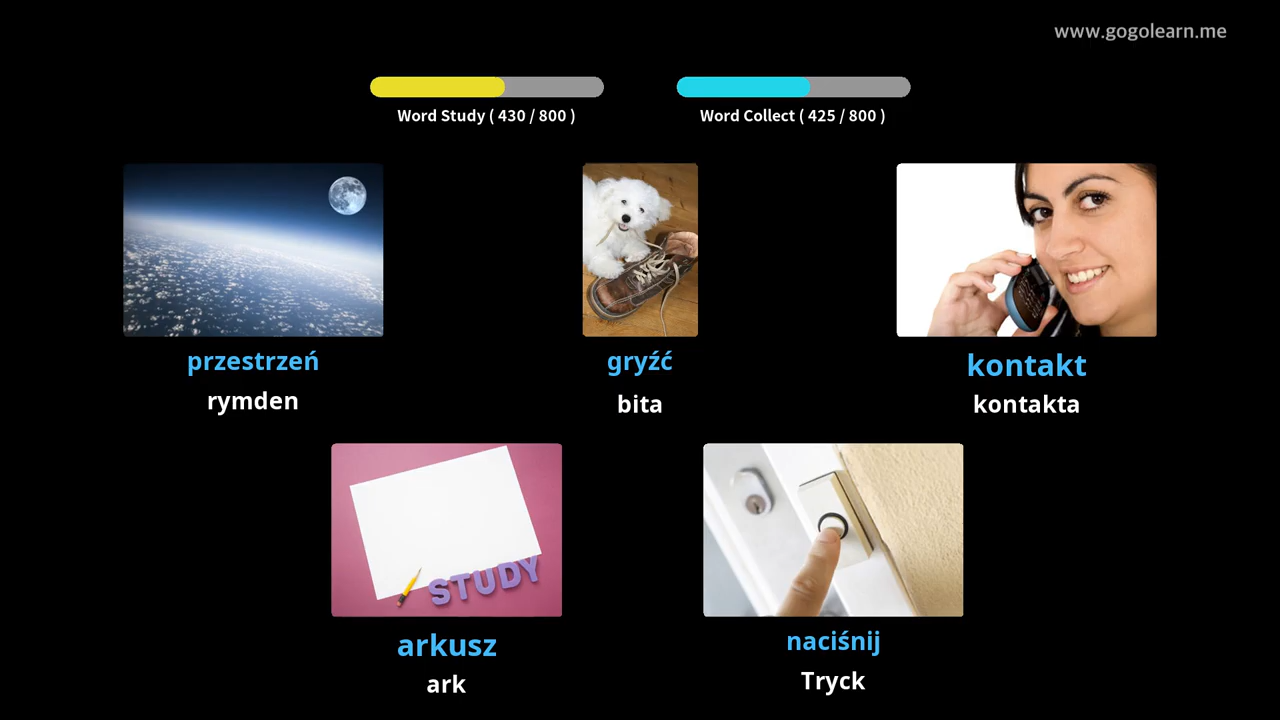 www.gogolearn.me
Word Study ( 430 / 800 )
Word Collect ( 425 / 800 )
przestrzeń
gryźć
kontakt
rymden
bita
kontakta
STUDY
arkusz
naciśnij
ark
Tryck